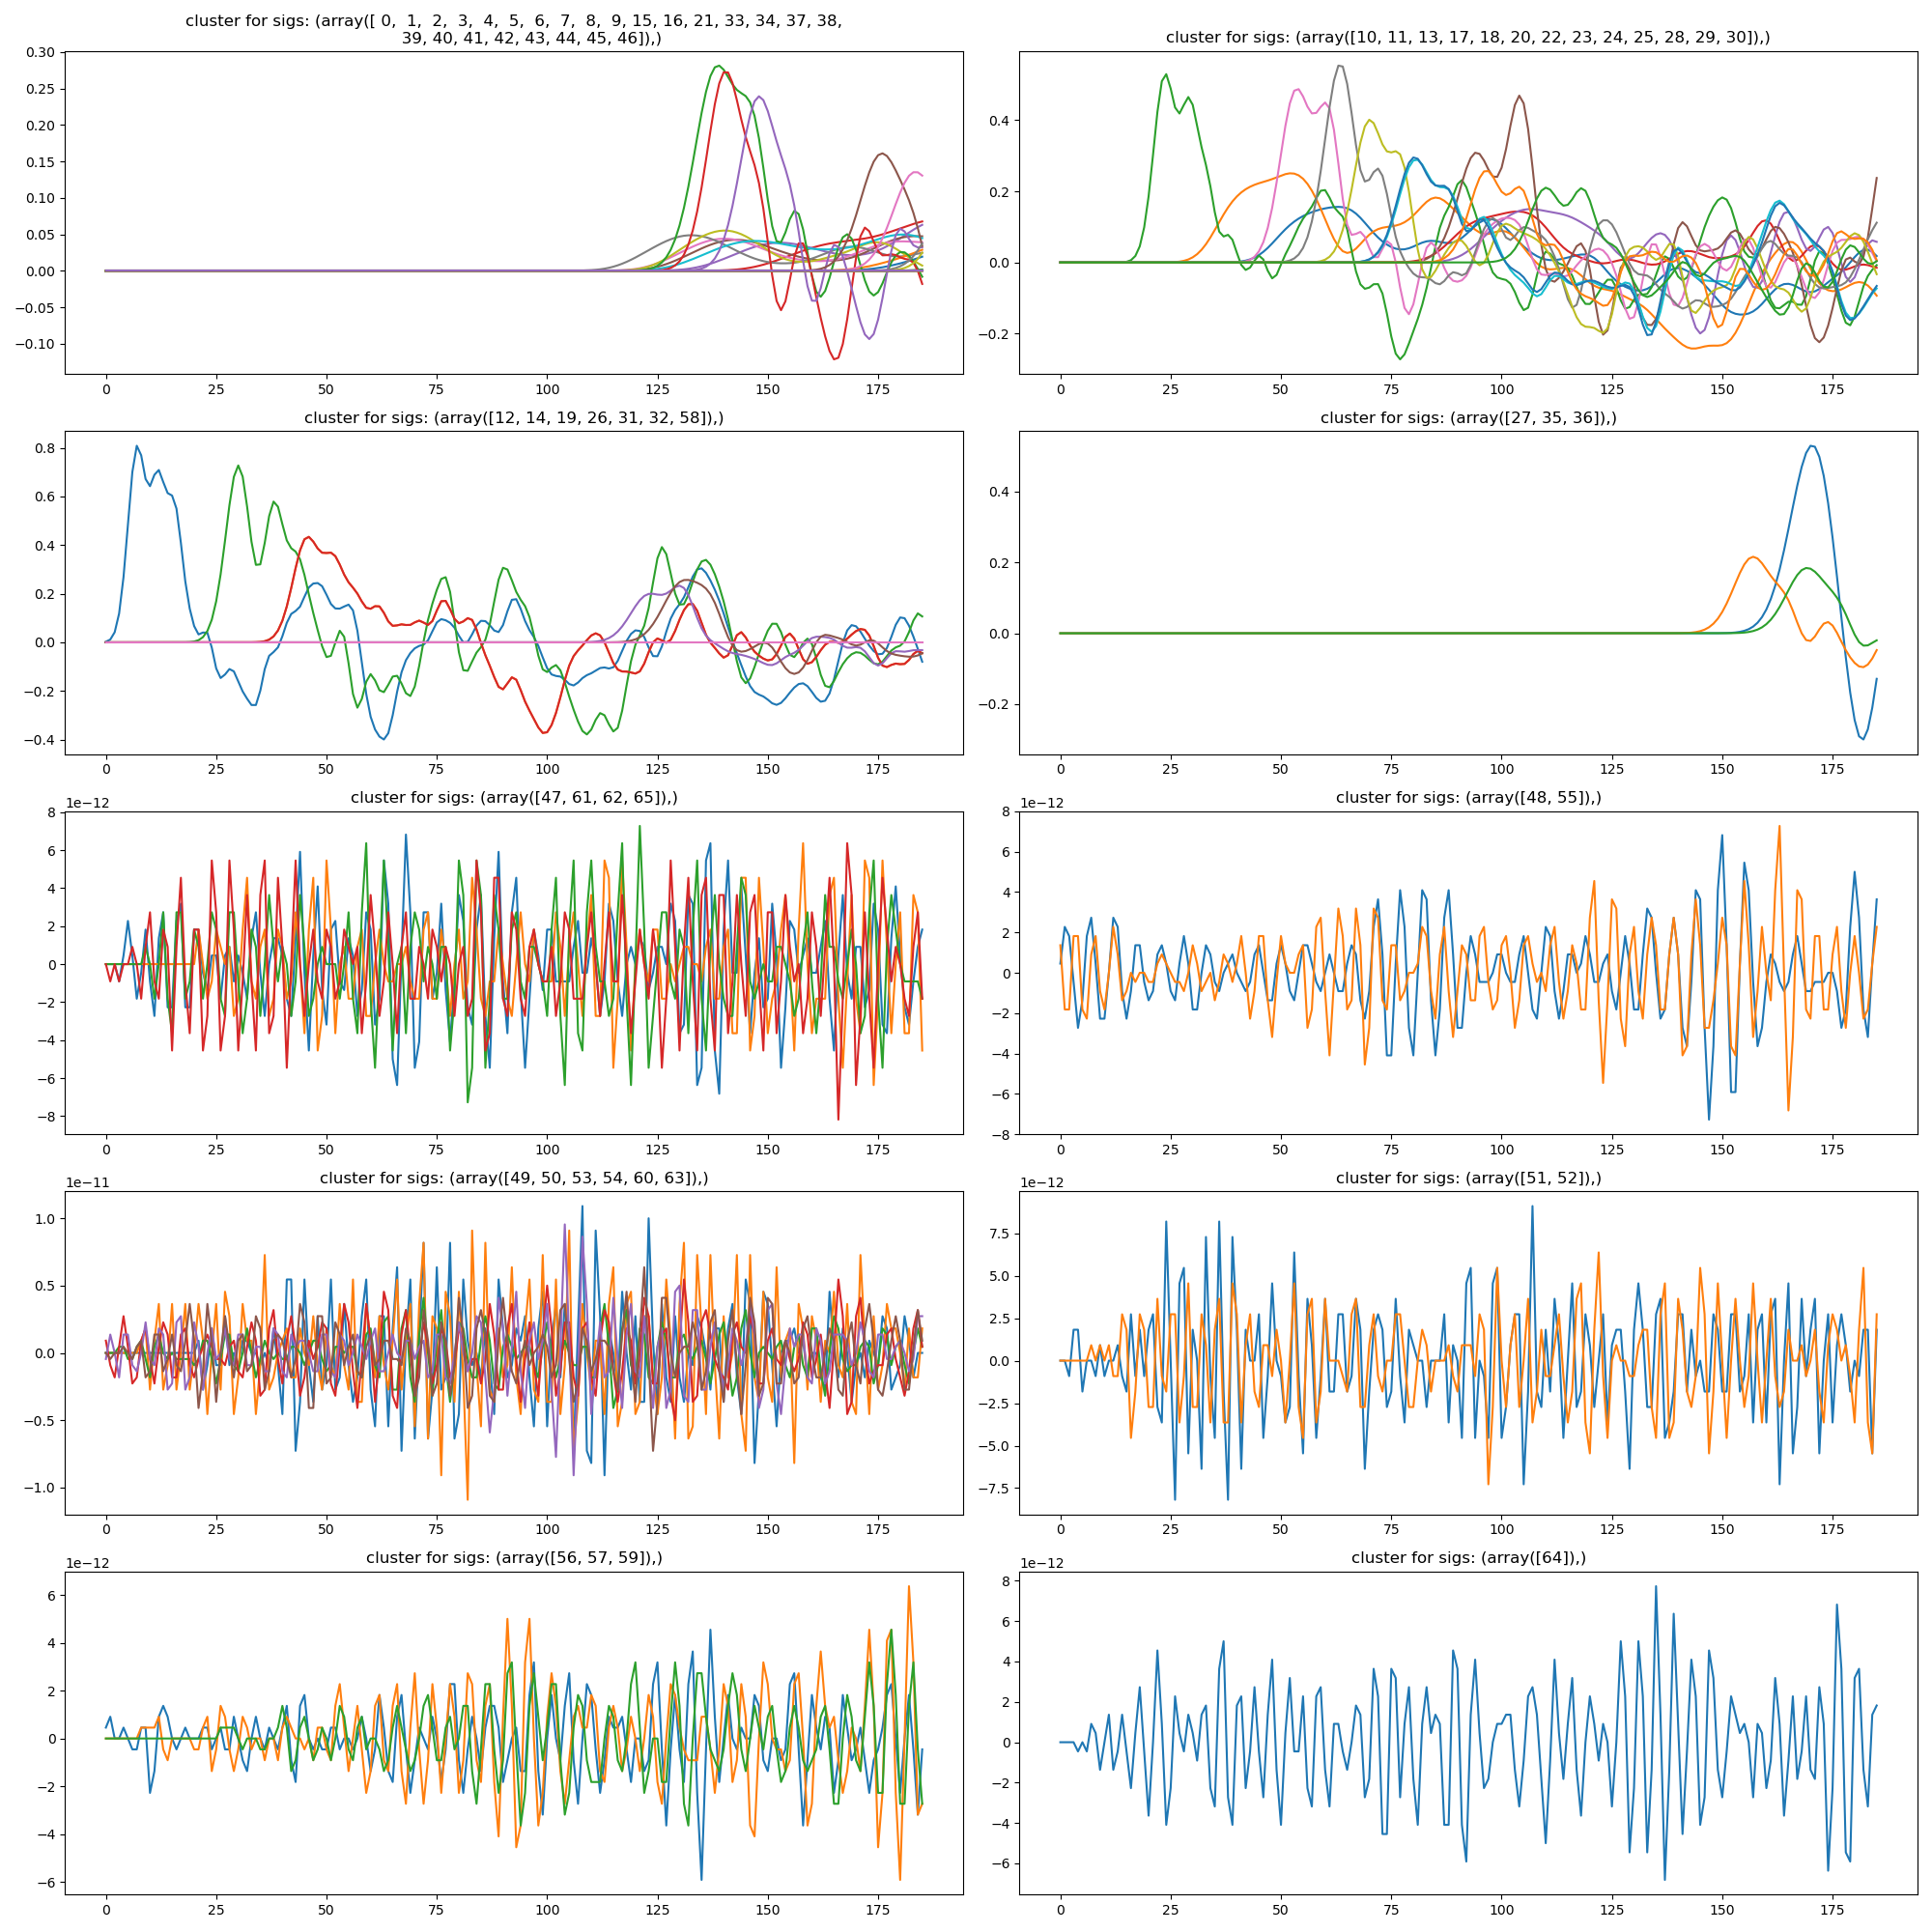 cluster for sigs: (array([ 0,  1,  2,  3,  4,  5,  6,  7,  8,  9, 15, 16, 21, 33, 34, 37, 38,
39, 40, 41, 42, 43, 44, 45, 46]),)
0.30
0.25
0.20
0.15
0.10
0.05
0.00
−0.05
−0.10
0 25 50 75 100 125 150 175
cluster for sigs: (array([10, 11, 13, 17, 18, 20, 22, 23, 24, 25, 28, 29, 30]),)
0.4
0.2
0.0
−0.2
0 25 50 75 100 125 150 175
cluster for sigs: (array([12, 14, 19, 26, 31, 32, 58]),)
0.8
0.6
0.4
0.2
0.0
−0.2
−0.4
0 25 50 75 100 125 150 175
cluster for sigs: (array([27, 35, 36]),)
0.4
0.2
0.0
−0.2
0 25 50 75 100 125 150 175
cluster for sigs: (array([47, 61, 62, 65]),)
1e−12
8
6
4
2
0
−2
−4
−6
−8
0 25 50 75 100 125 150 175
cluster for sigs: (array([48, 55]),)
1e−12
8
6
4
2
0
−2
−4
−6
−8
0 25 50 75 100 125 150 175
cluster for sigs: (array([49, 50, 53, 54, 60, 63]),)
1e−11
1.0
0.5
0.0
−0.5
−1.0
0 25 50 75 100 125 150 175
cluster for sigs: (array([51, 52]),)
1e−12
7.5
5.0
2.5
0.0
−2.5
−5.0
−7.5
0 25 50 75 100 125 150 175
cluster for sigs: (array([56, 57, 59]),)
1e−12
6
4
2
0
−2
−4
−6
0 25 50 75 100 125 150 175
cluster for sigs: (array([64]),)
1e−12
8
6
4
2
0
−2
−4
−6
0 25 50 75 100 125 150 175